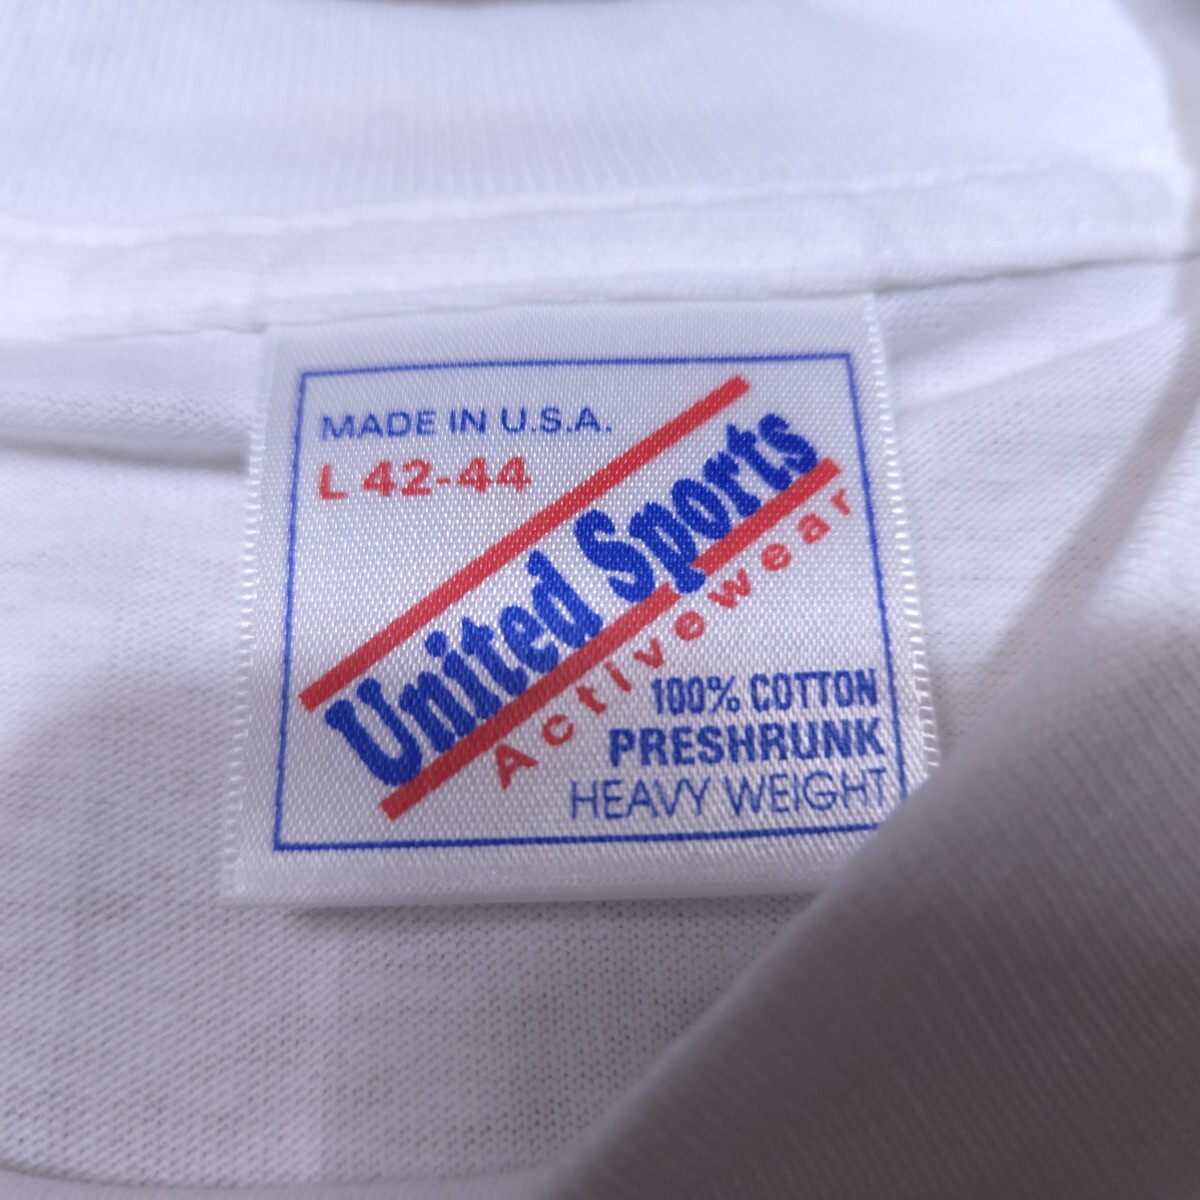 MADE IN U.S.A.
L 42-44
United Sports
Activewear
100% COTTON
PRESHRUNK
HEAVY WEIGHT